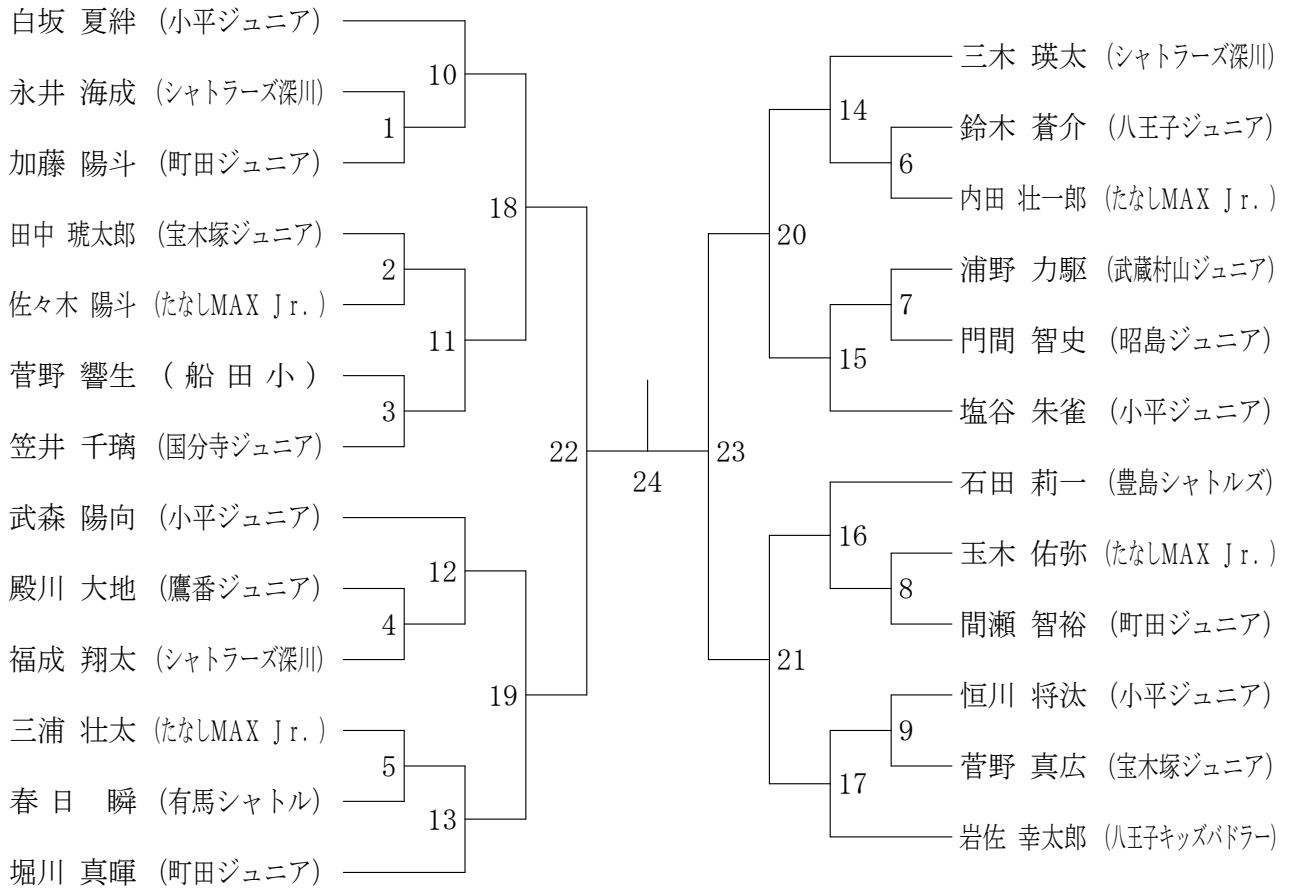 白坂 夏絆 (小平ジュニア)
永井 海成 (シャトラーズ深川)
加藤 陽斗 (町田ジュニア)
田中 琥太郎 (宝木塚ジュニア)
佐々木 陽斗 (たなしMAX Jr.)
菅野 響生 (船田小)
笠井 千璃 (国分寺ジュニア)
武森 陽向 (小平ジュニア)
殿川 大地 (鷹番ジュニア)
福成 翔太 (シャトラーズ深川)
三浦 壮太 (たなしMAX Jr.)
春日 瞬 (有馬シャトル)
堀川 真暉 (町田ジュニア)
1
2
3
4
5
10
11
12
13
18
19
22
24
23
20
21
14
15
16
17
6
7
8
9
三木 瑛太 (シャトラーズ深川)
鈴木 蒼介 (八王子ジュニア)
内田 壮一郎 (たなしMAX Jr.)
浦野 力駆 (武蔵村山ジュニア)
門間 智史 (昭島ジュニア)
塩谷 朱雀 (小平ジュニア)
石田 莉一 (豊島シャトルズ)
玉木 佑弥 (たなしMAX Jr.)
間瀬 智裕 (町田ジュニア)
恒川 将汰 (小平ジュニア)
菅野 真広 (宝木塚ジュニア)
岩佐 幸太郎 (八王子キッズバドラー)